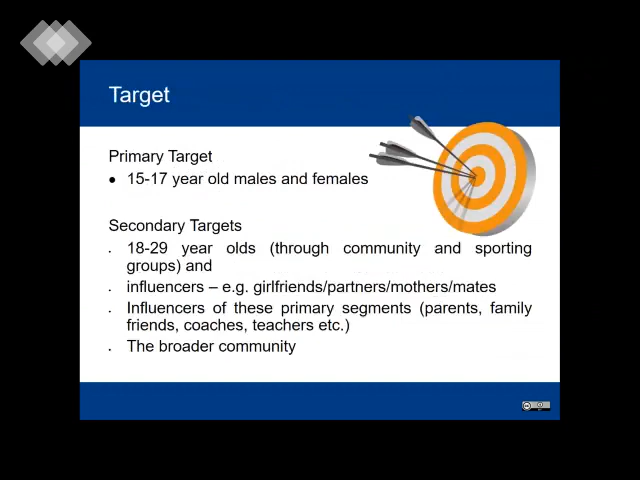 Target
Primary Target
• 15-17 year old males and females
Secondary Targets
. 18-29 year olds (through community and sporting
groups) and
. influencers – e.g. girlfriends/partners/mothers/mates
. Influencers of these primary segments (parents, family
friends, coaches, teachers etc.)
. The broader community